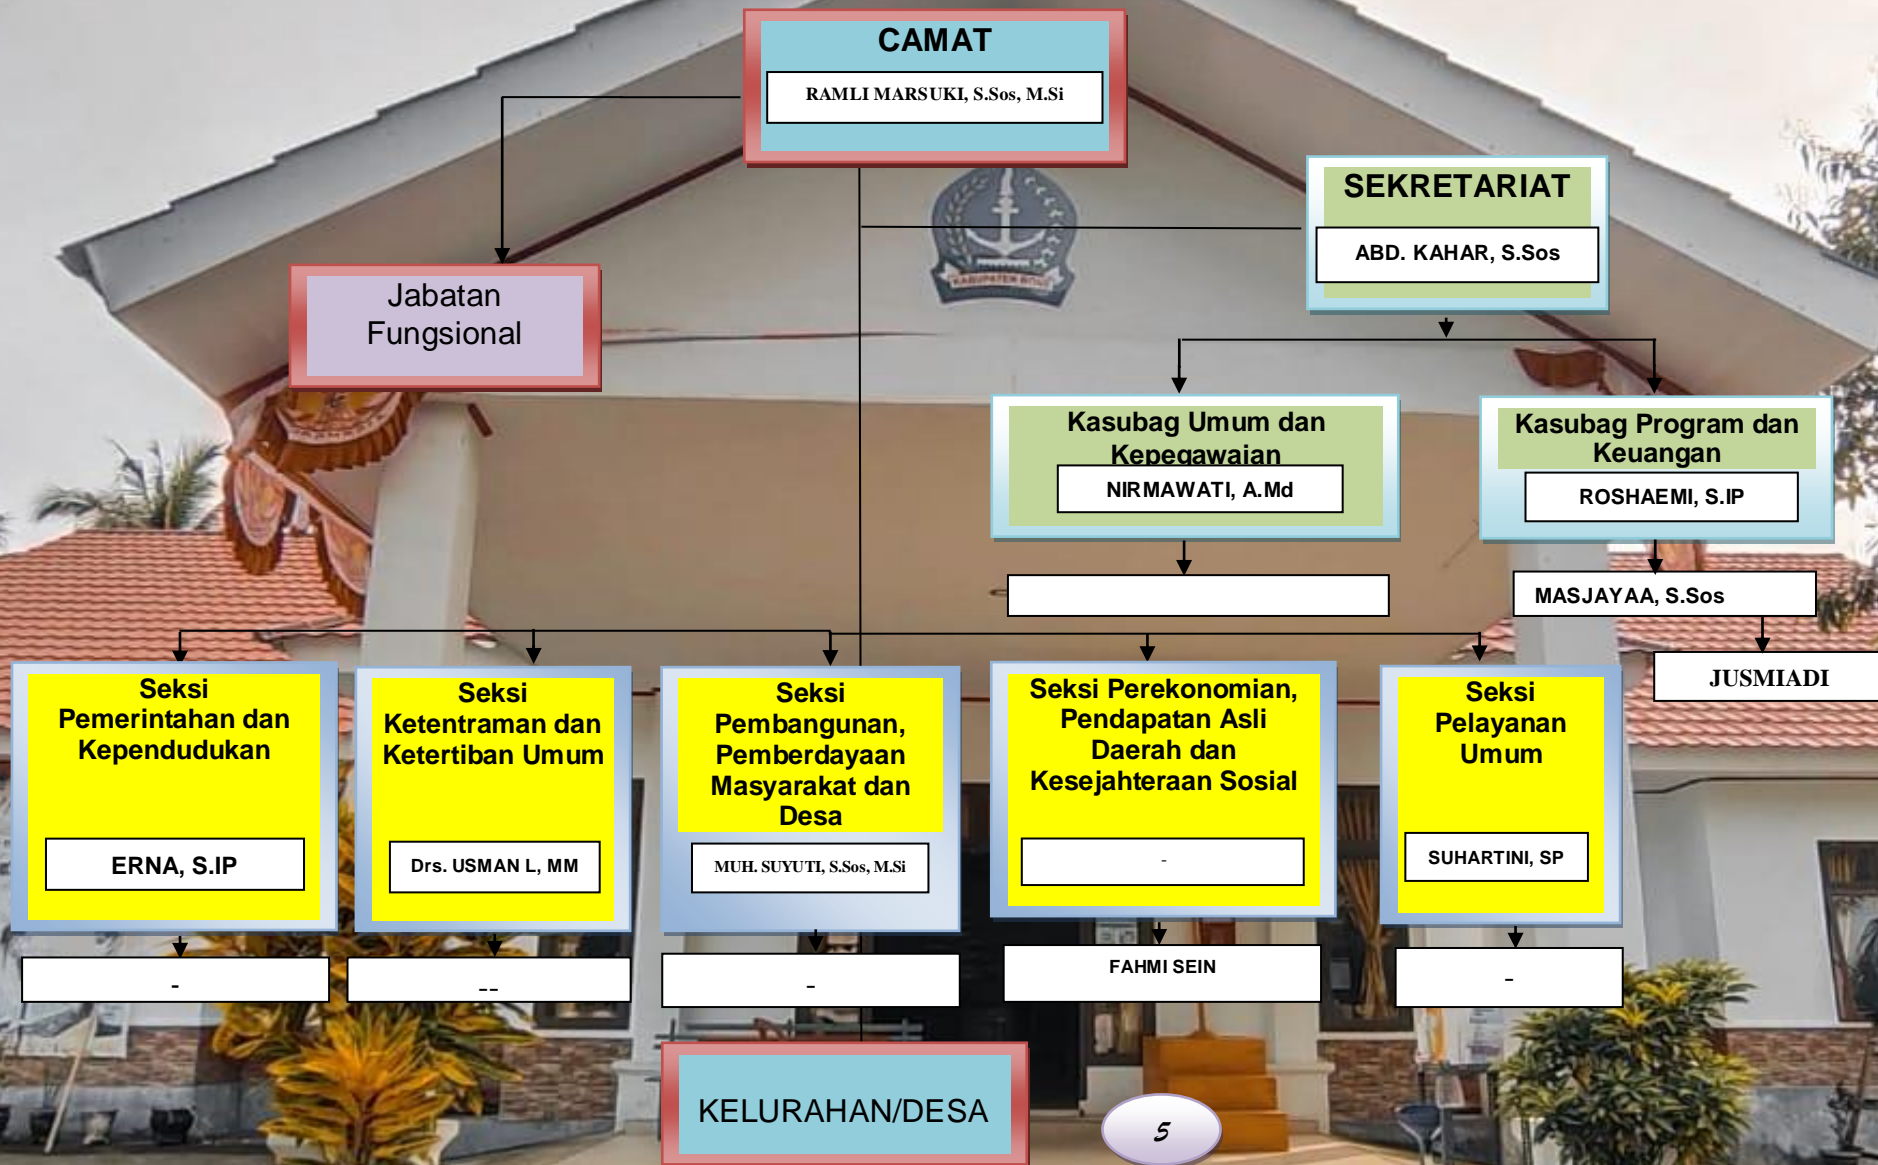 CAMAT
RAMLI MARSUKI, S.Sos, M.Si
SEKRETARIAT
ABD. KAHAR, S.Sos
KABUPATEN
Jabatan
Fungsional
Kasubag Umum dan
Kepegawaian
NIRMAWATI, A.Md
Kasubag Program dan
Keuangan
ROSHAEMI, S.IP
MASJAYAA, S.Sos
JUSMIADI
Seksi
Pemerintahan dan
Kependudukan
ERNA, S.IP
-
Seksi
Ketentraman dan
Ketertiban Umum
Drs. USMAN L, MM
--
Seksi
Pembangunan,
Pemberdayaan
Masyarakat dan
Desa
MUH. SUYUTI, S.Sos, M.Si
-
Seksi Perekonomian,
Pendapatan Asli
Daerah dan
Kesejahteraan Sosial
-
FAHMI SEIN
Seksi
Pelayanan
Umum
SUHARTINI, SP
-
KELURAHAN/DESA
5